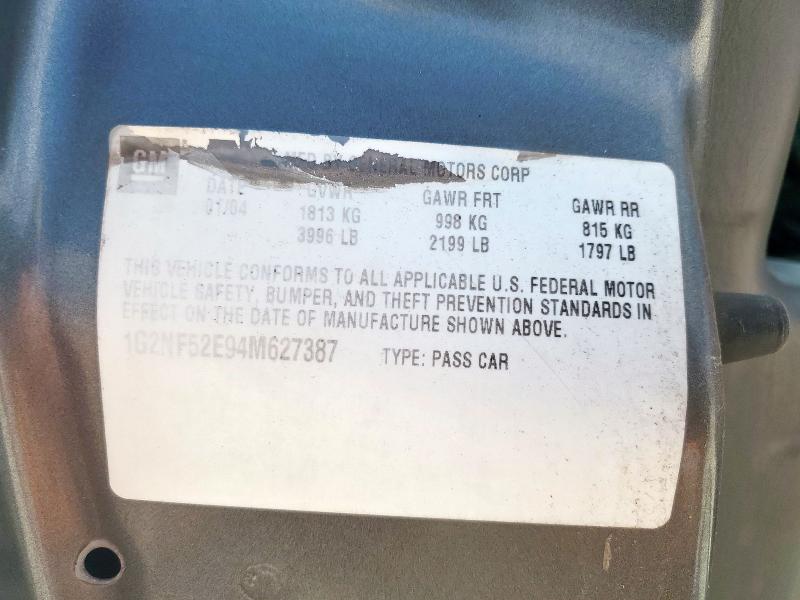 GM
MOTORS CORP
DATE GVWR GAWR FRT GAWR RR
01/04 1813 KG 998 KG 815 KG
3996 LB 2199 LB 1797 LB
THIS VEHICLE CONFORMS TO ALL APPLICABLE U.S. FEDERAL MOTOR
VEHICLE SAFETY, BUMPER, AND THEFT PREVENTION STANDARDS IN
EFFECT ON THE DATE OF MANUFACTURE SHOWN ABOVE.
1G2NF52E94M627387 TYPE: PASS CAR